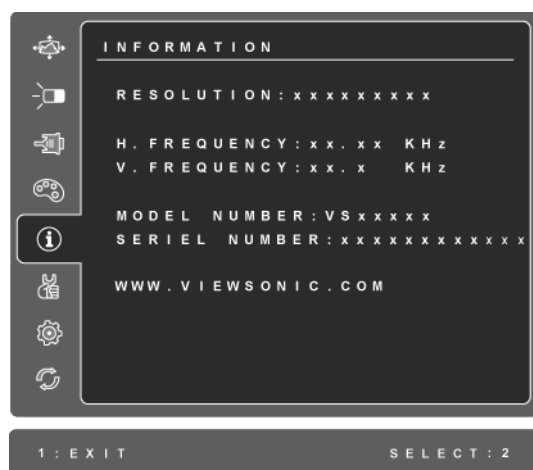 INFORMATION
RESOLUTION:xxxxxxxxx
H. FREQUENCY:xx.xx KHz
V. FREQUENCY:xx.x KHz
MODEL NUMBER:VSxxxxx
SERIEL NUMBER:xxxxxxxxxxxx
WWW.VIEWSONIC.COM
1:EXIT SELECT:2